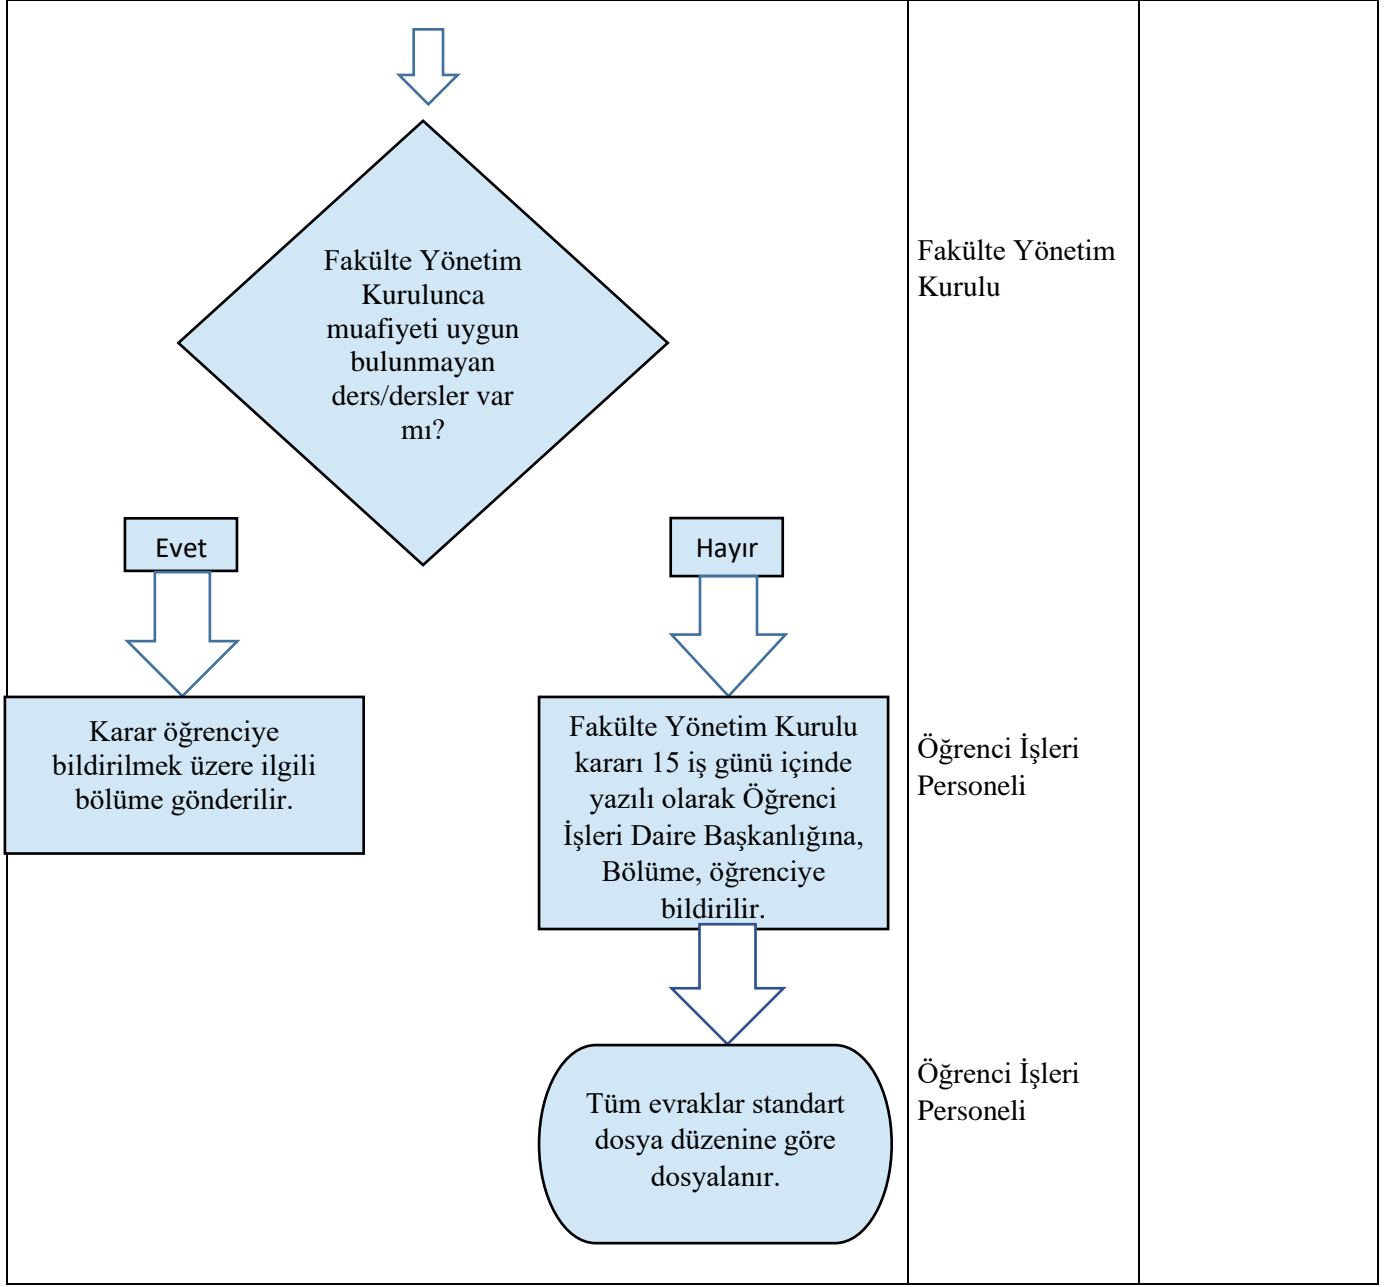 Fakülte Yönetim
Kurulunca
muafiyeti uygun
bulunmayan
ders/dersler var
mı?
Fakülte Yönetim
Kurulu
Evet
Hayır
Karar öğrenciye
bildirilmek üzere ilgili
bölüme gönderilir.
Fakülte Yönetim Kurulu
kararı 15 iş günü içinde
yazılı olarak Öğrenci
İşleri Daire Başkanlığına,
Bölüme, öğrenciye
bildirilir.
Öğrenci İşleri
Personeli
Tüm evraklar standart
dosya düzenine göre
dosyalanır.
Öğrenci İşleri
Personeli